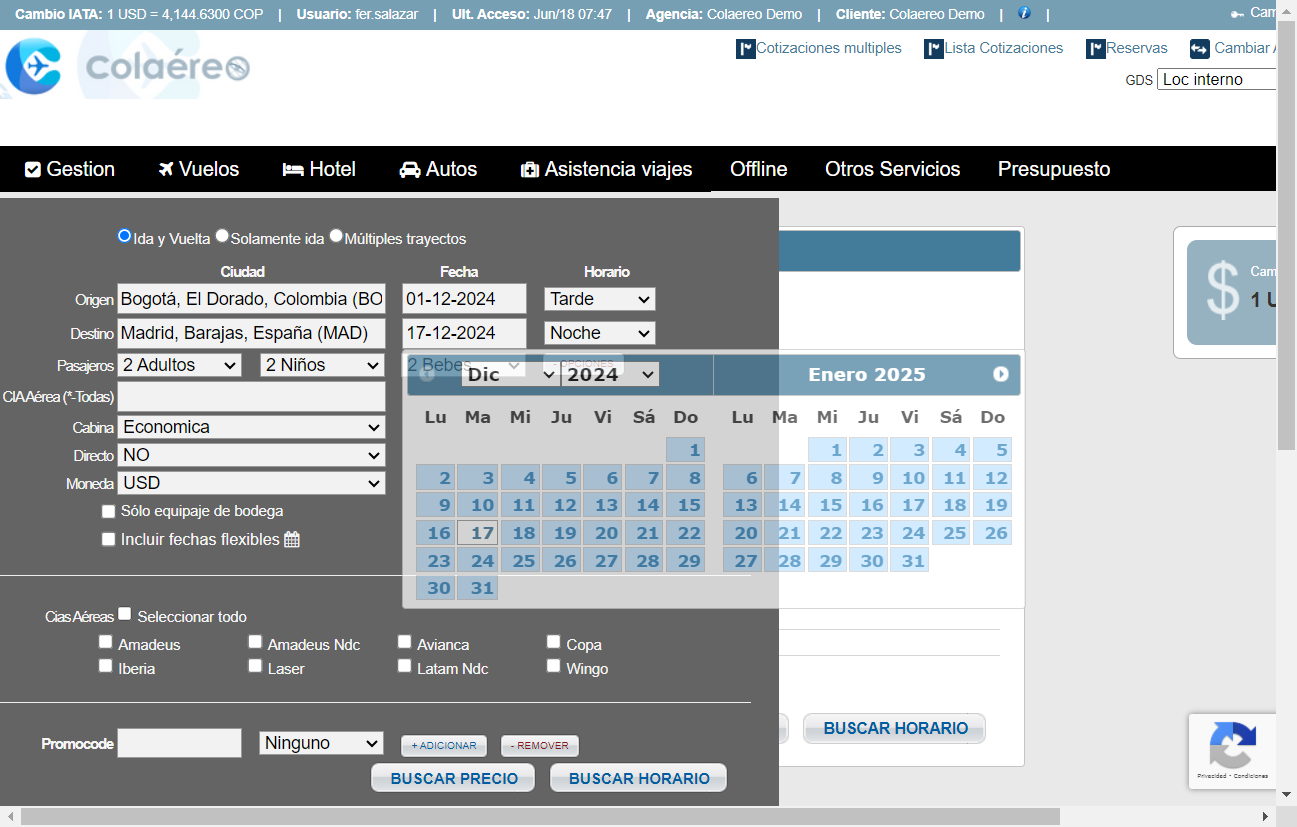 Cambio IATA: 1 USD = 4,144.6300 COP | Usuario: fer.salazar | Ult. Acceso: Jun/18 07:47 | Agencia: Colaereo Demo | Cliente: Colaereo Demo | | Cam
Colaéreo
Cotizaciones multiples Lista Cotizaciones Reservas Cambiar A
GDS Loc interno
Gestion Vuelos Hotel Autos Asistencia viajes Offline Otros Servicios Presupuesto
Ida y Vuelta Solamente ida Múltiples trayectos
Ciudad Fecha Horario
Origen Bogotá, El Dorado, Colombia (BO 01-12-2024 Tarde
Destino Madrid, Barajas, España (MAD) 17-12-2024 Noche
Pasajeros 2 Adultos 2 Niños 2 Bebes - OPCIONES
CIA Aérea (*-Todas)
Cabina Economica
Directo NO
Moneda USD
Sólo equipaje de bodega
Incluir fechas flexibles
Dic 2024 Enero 2025
Lu Ma Mi Ju Vi Sá Do Lu Ma Mi Ju Vi Sá Do
1 1 2 3 4 5
2 3 4 5 6 7 8 6 7 8 9 10 11 12
9 10 11 12 13 14 15 13 14 15 16 17 18 19
16 17 18 19 20 21 22 20 21 22 23 24 25 26
23 24 25 26 27 28 29 27 28 29 30 31
30 31
$ Cam
1 U
Cias Aéreas Seleccionar todo
Amadeus Amadeus Ndc Avianca Copa
Iberia Laser Latam Ndc Wingo
BUSCAR HORARIO
Promocode Ninguno + ADICIONAR - REMOVER
BUSCAR PRECIO BUSCAR HORARIO
Privacidad - Condiciones